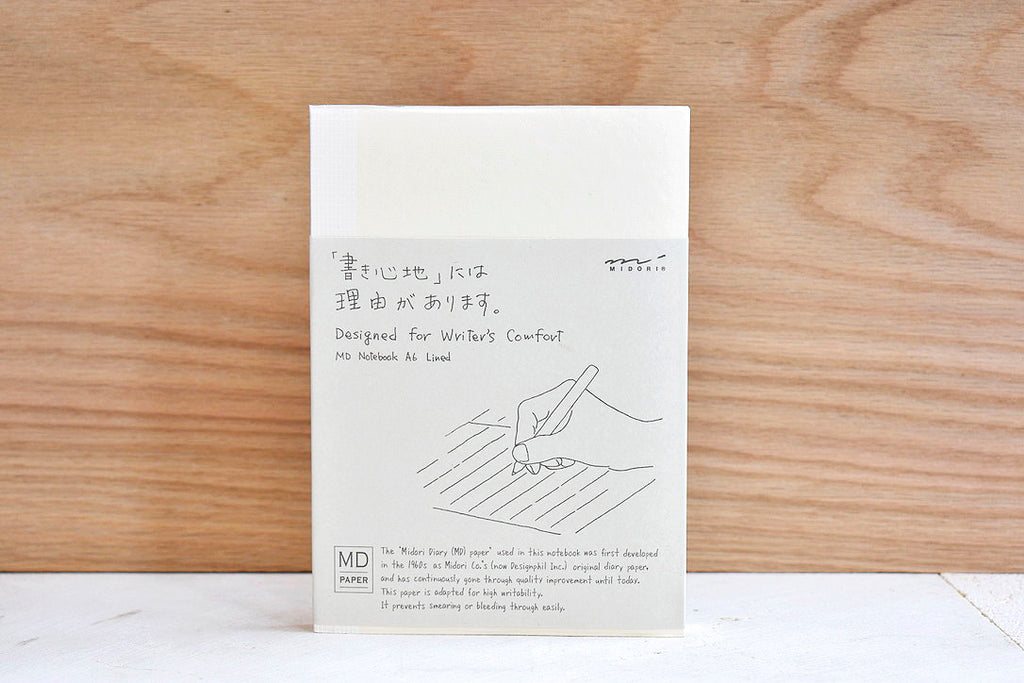 「書き心地」には
理由があります。
MIDORI®
Designed for Writer's Comfort
MD Notebook A6 Lined
MD
PAPER
The "Midori Diary (MD) paper" used in this notebook was first developed
in the 1960s as Midori Co.'s (now Designphil Inc.) original diary paper,
and has continuously gone through quality improvement until today.
This paper is adapted for high writability.
It prevents smearing or bleeding through easily.